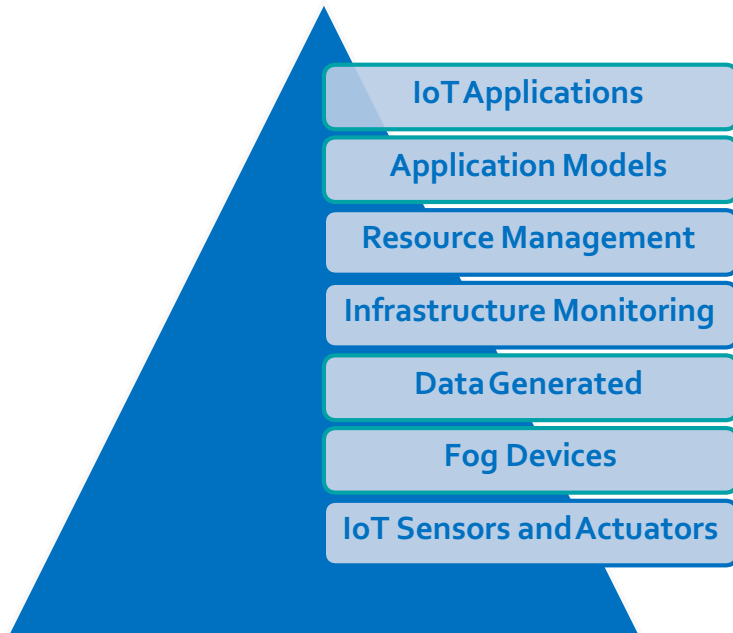 IoT Applications
Application Models
Resource Management
Infrastructure Monitoring
Data Generated
Fog Devices
IoT Sensors and Actuators